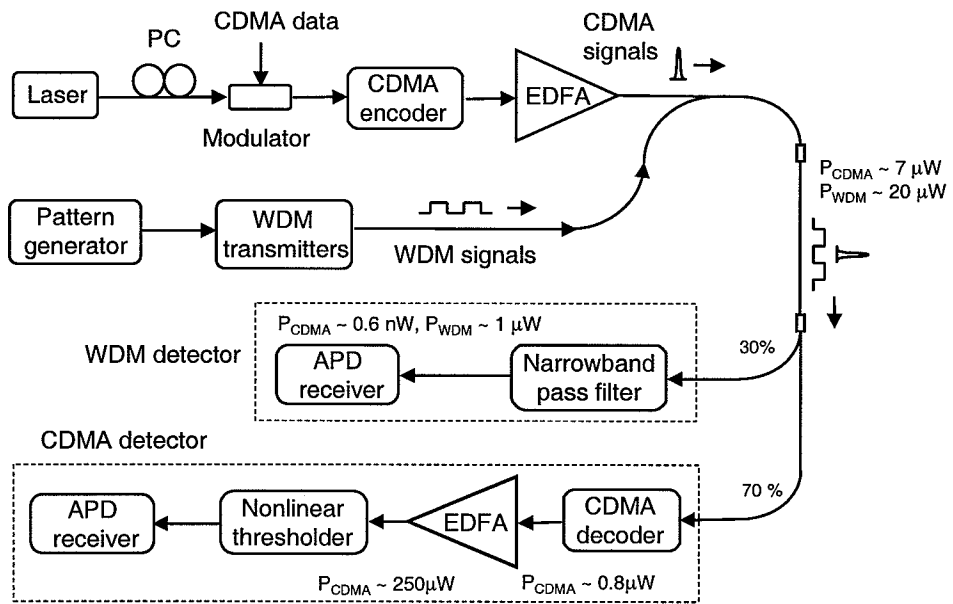 CDMA data
CDMA
signals
PC
Laser
Modulator
CDMA
encoder
EDFA
P_CDMA ~ 7 µW
P_WDM ~ 20 µW
Pattern
generator
WDM
transmitters
WDM signals
WDM detector
P_CDMA ~ 0.6 nW, P_WDM ~ 1 µW
APD
receiver
Narrowband
pass filter
30%
CDMA detector
70 %
APD
receiver
Nonlinear
thresholder
EDFA
CDMA
decoder
P_CDMA ~ 250µW
P_CDMA ~ 0.8µW